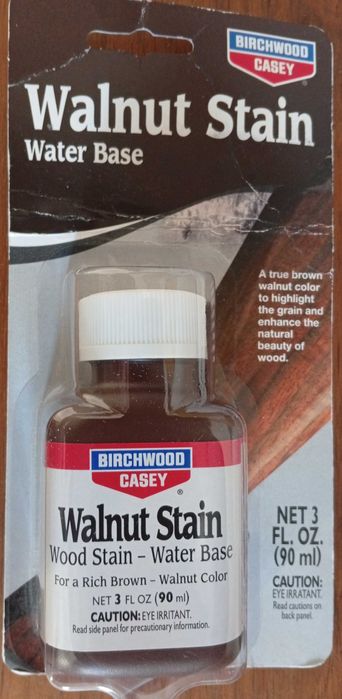 BIRCHWOOD
CASEY
Walnut Stain
Water Base
A true brown
walnut color
to highlight
the grain and
enhance the
natural
beauty of
wood.
BIRCHWOOD
CASEY
®
Walnut Stain
Wood Stain – Water Base
For a Rich Brown – Walnut Color
NET 3 FL OZ (90 ml)
CAUTION: EYE IRRITANT.
Read side panel for precautionary information.
NET 3
FL. OZ.
(90 ml)
CAUTION:
EYE IRRATANT.
Read cautions on
back panel.